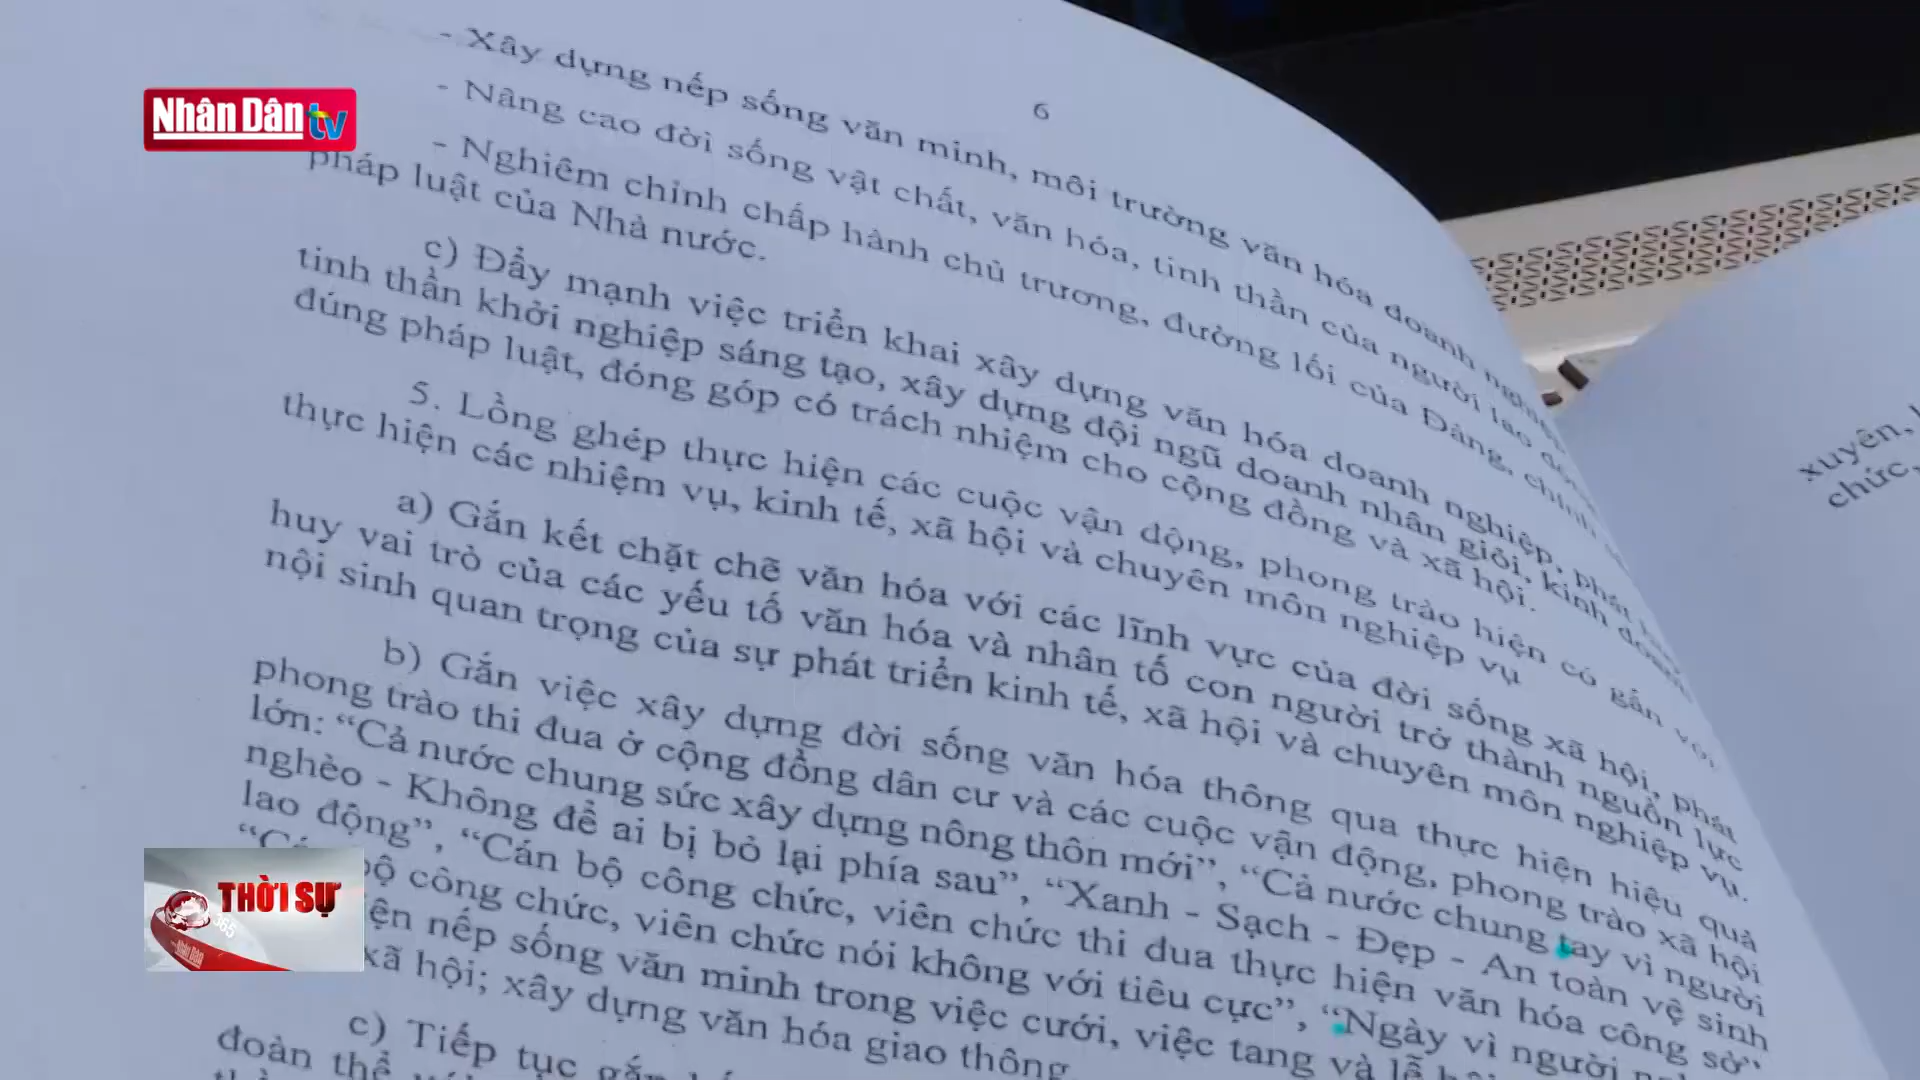 6
- Xây dựng nếp sống văn minh, môi trường văn hóa doanh nghiệp.
- Nâng cao đời sống vật chất, văn hóa, tinh thần của người lao động
- Nghiêm chỉnh chấp hành chủ trương, đường lối của Đảng, chính
pháp luật của Nhà nước.
c) Đẩy mạnh việc triển khai xây dựng văn hóa doanh nghiệp, phát
tinh thần khởi nghiệp sáng tạo, xây dựng đội ngũ doanh nhân giỏi, kinh doanh
đúng pháp luật, đóng góp có trách nhiệm cho cộng đồng và xã hội.
5. Lồng ghép thực hiện các cuộc vận động, phong trào hiện có gắn với
thực hiện các nhiệm vụ, kinh tế, xã hội và chuyên môn nghiệp vụ
a) Gắn kết chặt chẽ văn hóa với các lĩnh vực của đời sống xã hội, phát
huy vai trò của các yếu tố văn hóa và nhân tố con người trở thành nguồn lực
nội sinh quan trọng của sự phát triển kinh tế, xã hội và chuyên môn nghiệp vụ.
b) Gắn việc xây dựng đời sống văn hóa thông qua thực hiện hiệu quả
phong trào thi đua ở cộng đồng dân cư và các cuộc vận động, phong trào xã hội
lớn: “Cả nước chung sức xây dựng nông thôn mới”, “Cả nước chung tay vì người
nghèo - Không để ai bị bỏ lại phía sau”, “Xanh - Sạch - Đẹp - An toàn vệ sinh
lao động”, “Cán bộ công chức, viên chức thi đua thực hiện văn hóa công sở”
bộ công chức, viên chức nói không với tiêu cực”, “Ngày vì người
nếp sống văn minh trong việc cưới, việc tang và lễ
xã hội; xây dựng văn hóa giao thông.
c) Tiếp tục
đoàn thể
xuyên,
chức,
Nhân Dân tv
THỜI SỰ
365
Nhân Dân